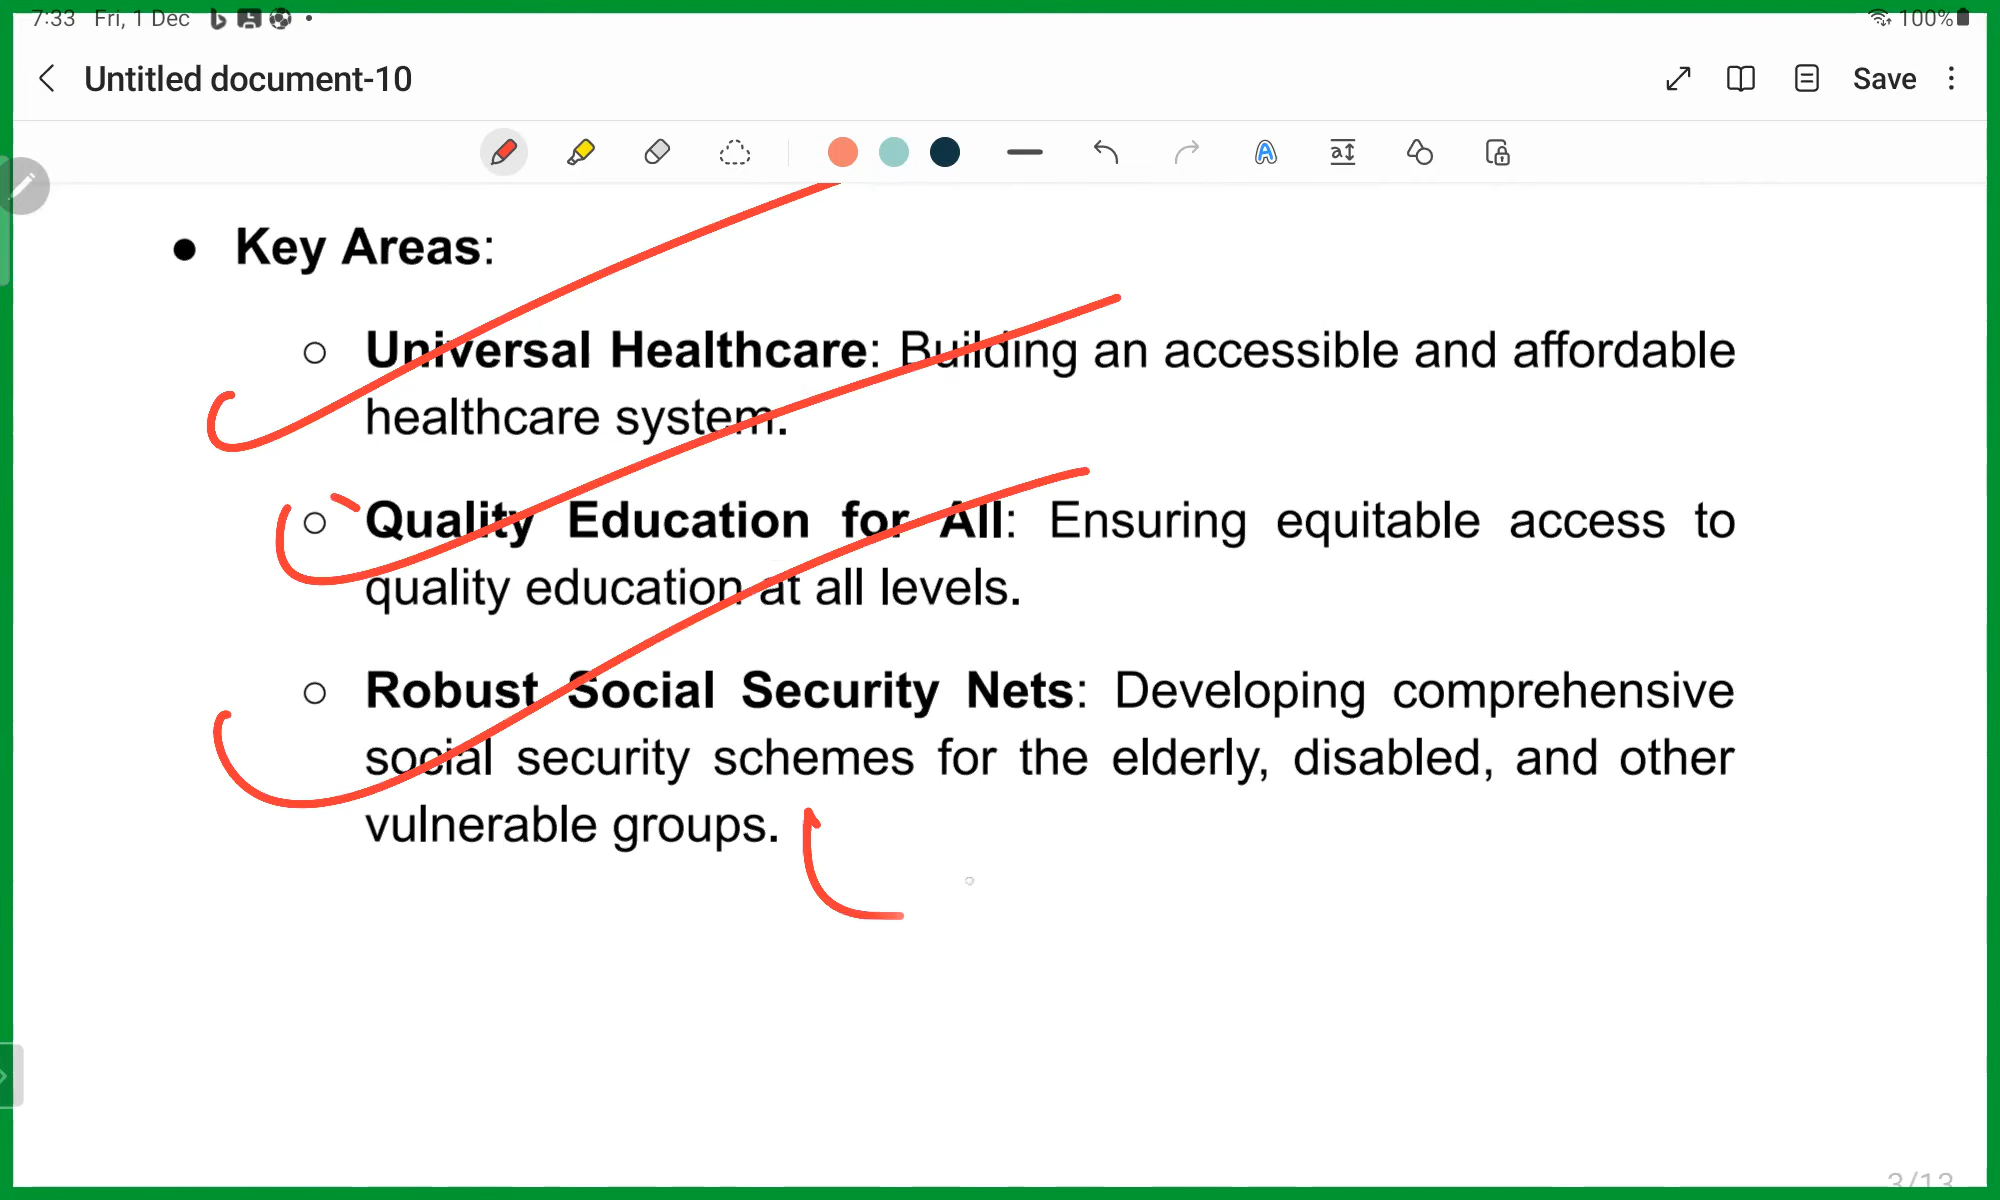 7:33 Fri, 1 Dec
100%
Untitled document-10
Save
Key Areas:
Universal Healthcare: Building an accessible and affordable
healthcare system.
Quality Education for All: Ensuring equitable access to
quality education at all levels.
Robust Social Security Nets: Developing comprehensive
social security schemes for the elderly, disabled, and other
vulnerable groups.
3/13